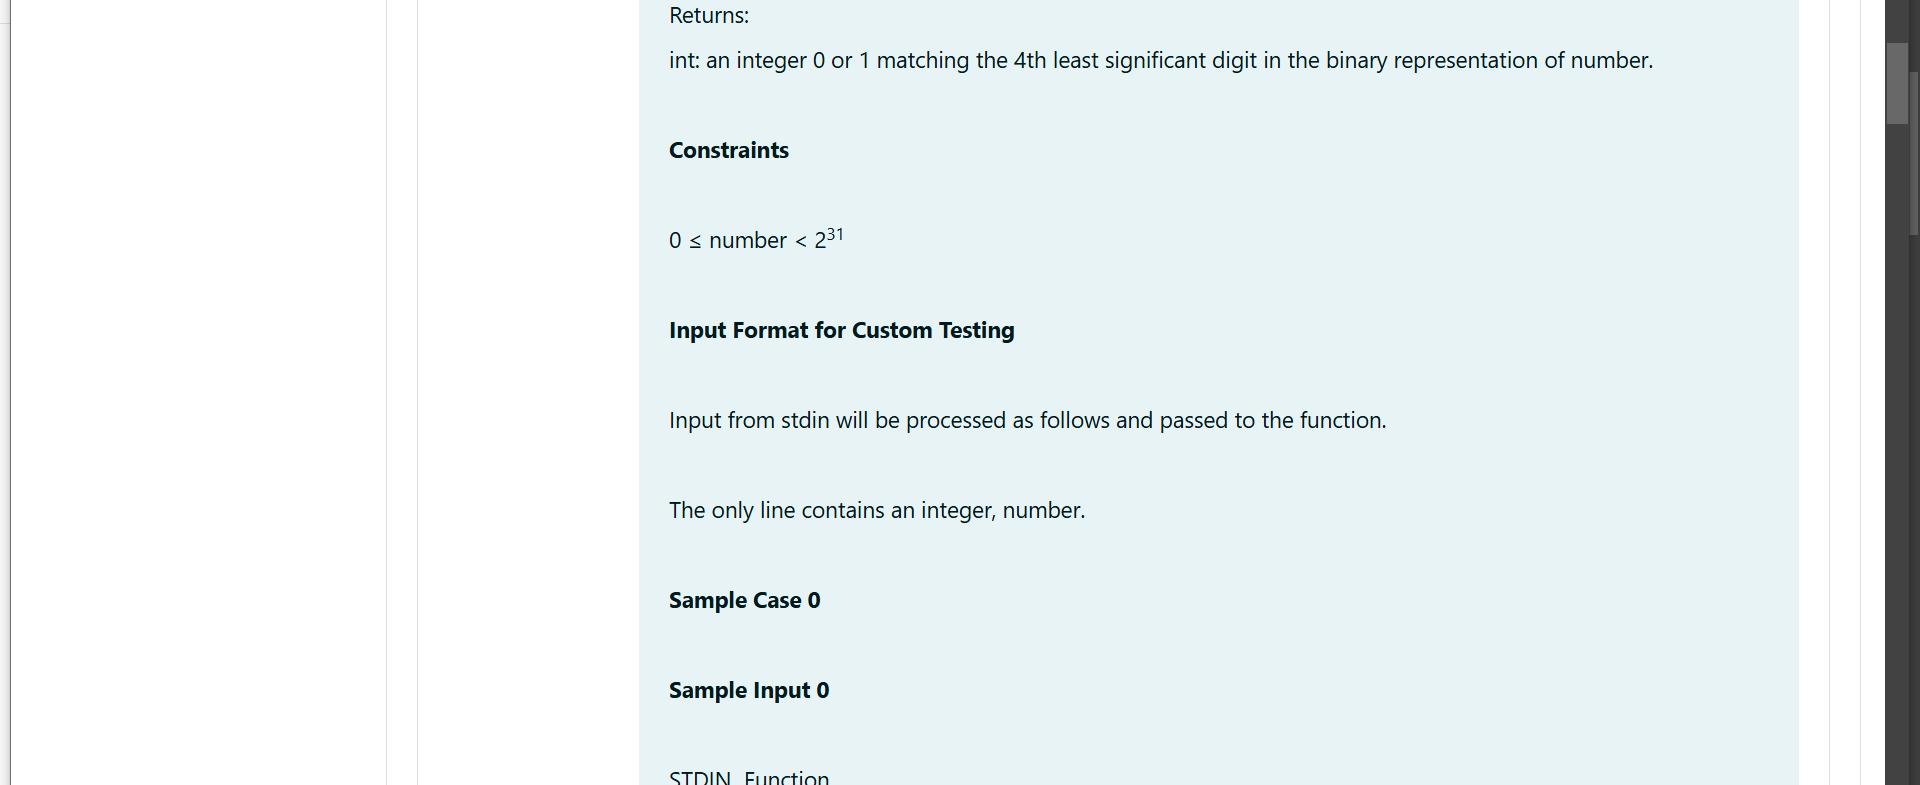 Returns:
int: an integer 0 or 1 matching the 4th least significant digit in the binary representation of number.
Constraints
0 ≤ number < 2³¹
Input Format for Custom Testing
Input from stdin will be processed as follows and passed to the function.
The only line contains an integer, number.
Sample Case 0
Sample Input 0
STDIN Function